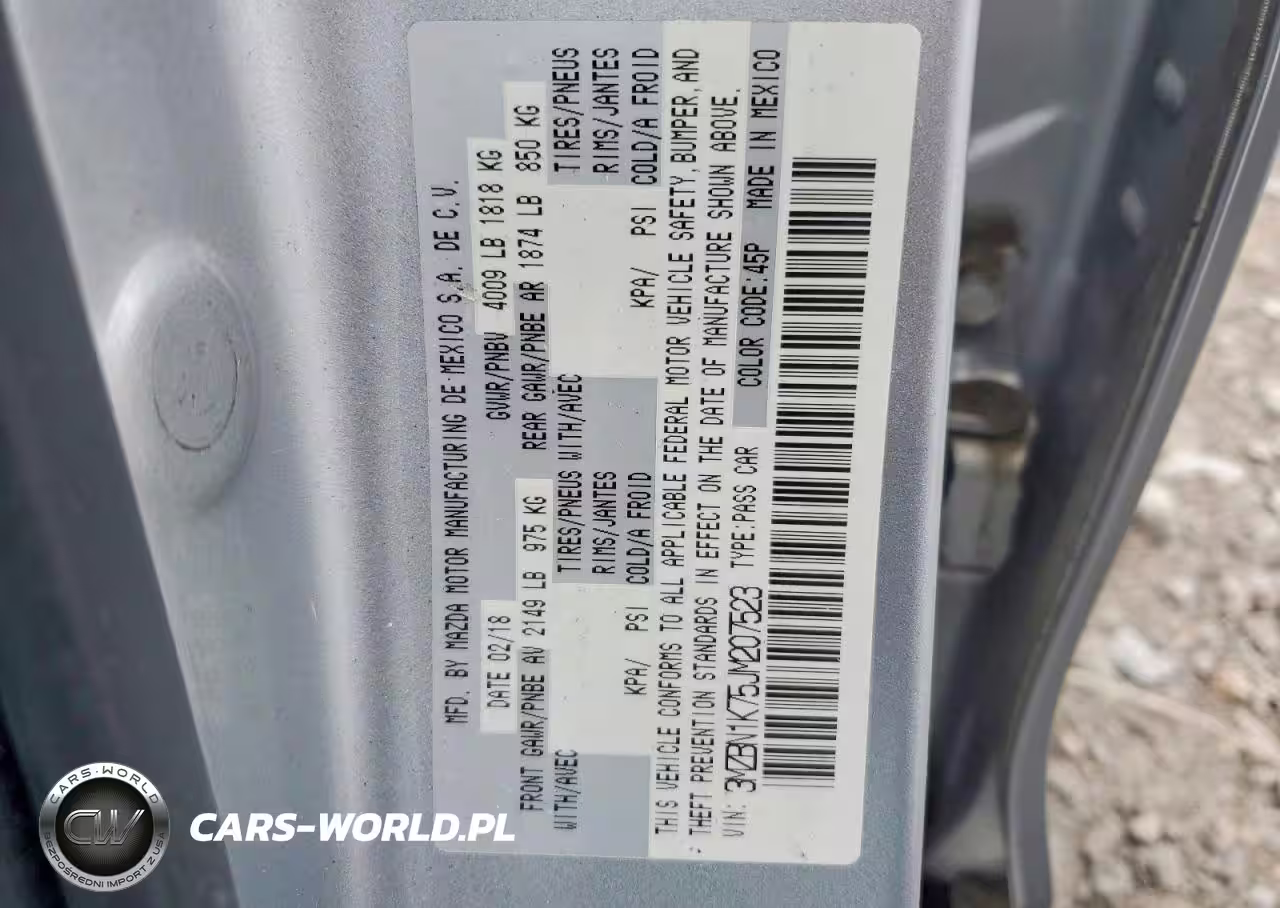 MFD. BY MAZDA MOTOR MANUFACTURING DE MEXICO S.A. DE C.V.
DATE 02/18 GVWR/PNBV 4009 LB 1818 KG
FRONT GAWR/PNBE AV 2149 LB 975 KG REAR GAWR/PNBE AR 1874 LB 850 KG
WITH/AVEC TIRES/PNEUS WITH/AVEC TIRES/PNEUS
RIMS/JANTES RIMS/JANTES
KPA/ PSI COLD/A FROID KPA/ PSI COLD/A FROID
THIS VEHICLE CONFORMS TO ALL APPLICABLE FEDERAL MOTOR VEHICLE SAFETY, BUMPER, AND
THEFT PREVENTION STANDARDS IN EFFECT ON THE DATE OF MANUFACTURE SHOWN ABOVE.
VIN: 3MZBN1K75JM207523 TYPE:PASS CAR COLOR CODE:45P MADE IN MEXICO
CARS-WORLD
CW
BEZPOŚREDNI IMPORT Z USA
CARS-WORLD.PL